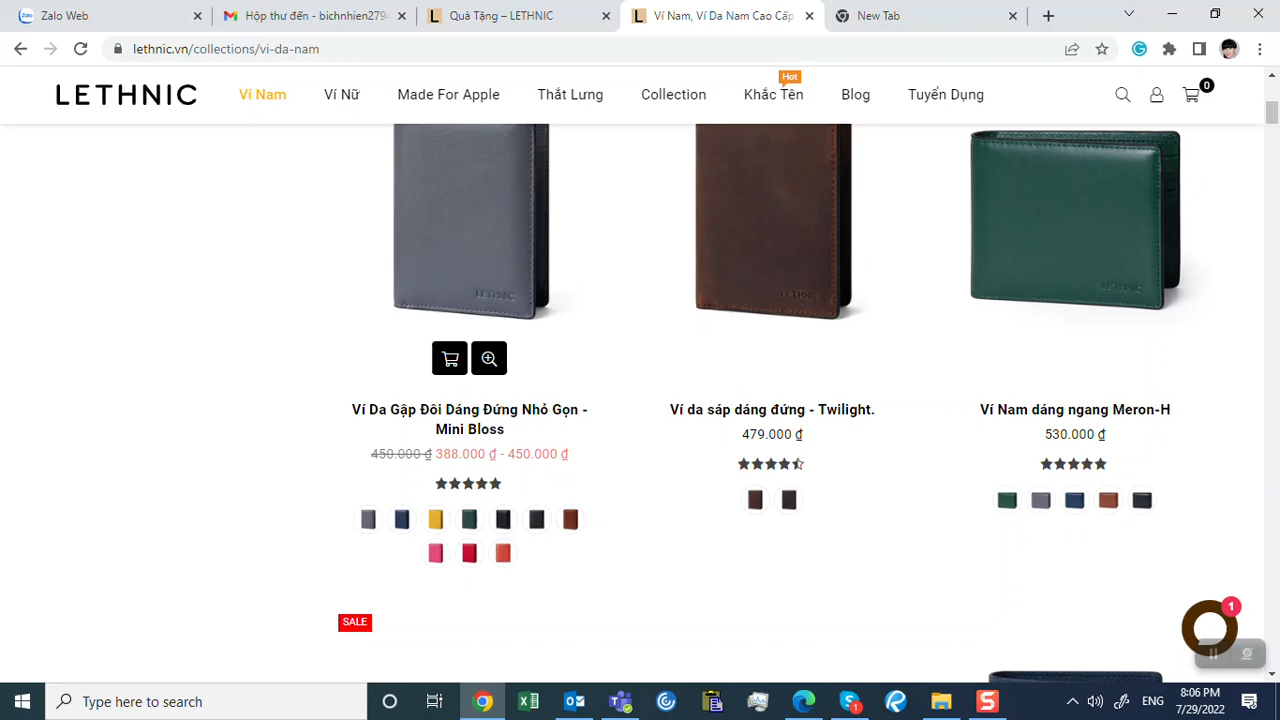 Zalo Web
Hộp thư đến - bichnhien279
Quà Tặng – LETHNIC
Ví Nam, Ví Da Nam Cao Cấp
New Tab
lethnic.vn/collections/vi-da-nam
LETHNIC
Ví Nam
Ví Nữ
Made For Apple
Thắt Lưng
Collection
Khắc Tên
Hot
Blog
Tuyển Dụng
0
LETHNIC
LETHNIC
LETHNIC
Ví Da Gập Đôi Dáng Đứng Nhỏ Gọn -
Mini Bloss
450.000 ₫ 388.000 ₫ - 450.000 ₫
Ví da sáp dáng đứng - Twilight.
479.000 ₫
Ví Nam dáng ngang Meron-H
530.000 ₫
SALE
1
Type here to search
1
ENG
8:06 PM
7/29/2022